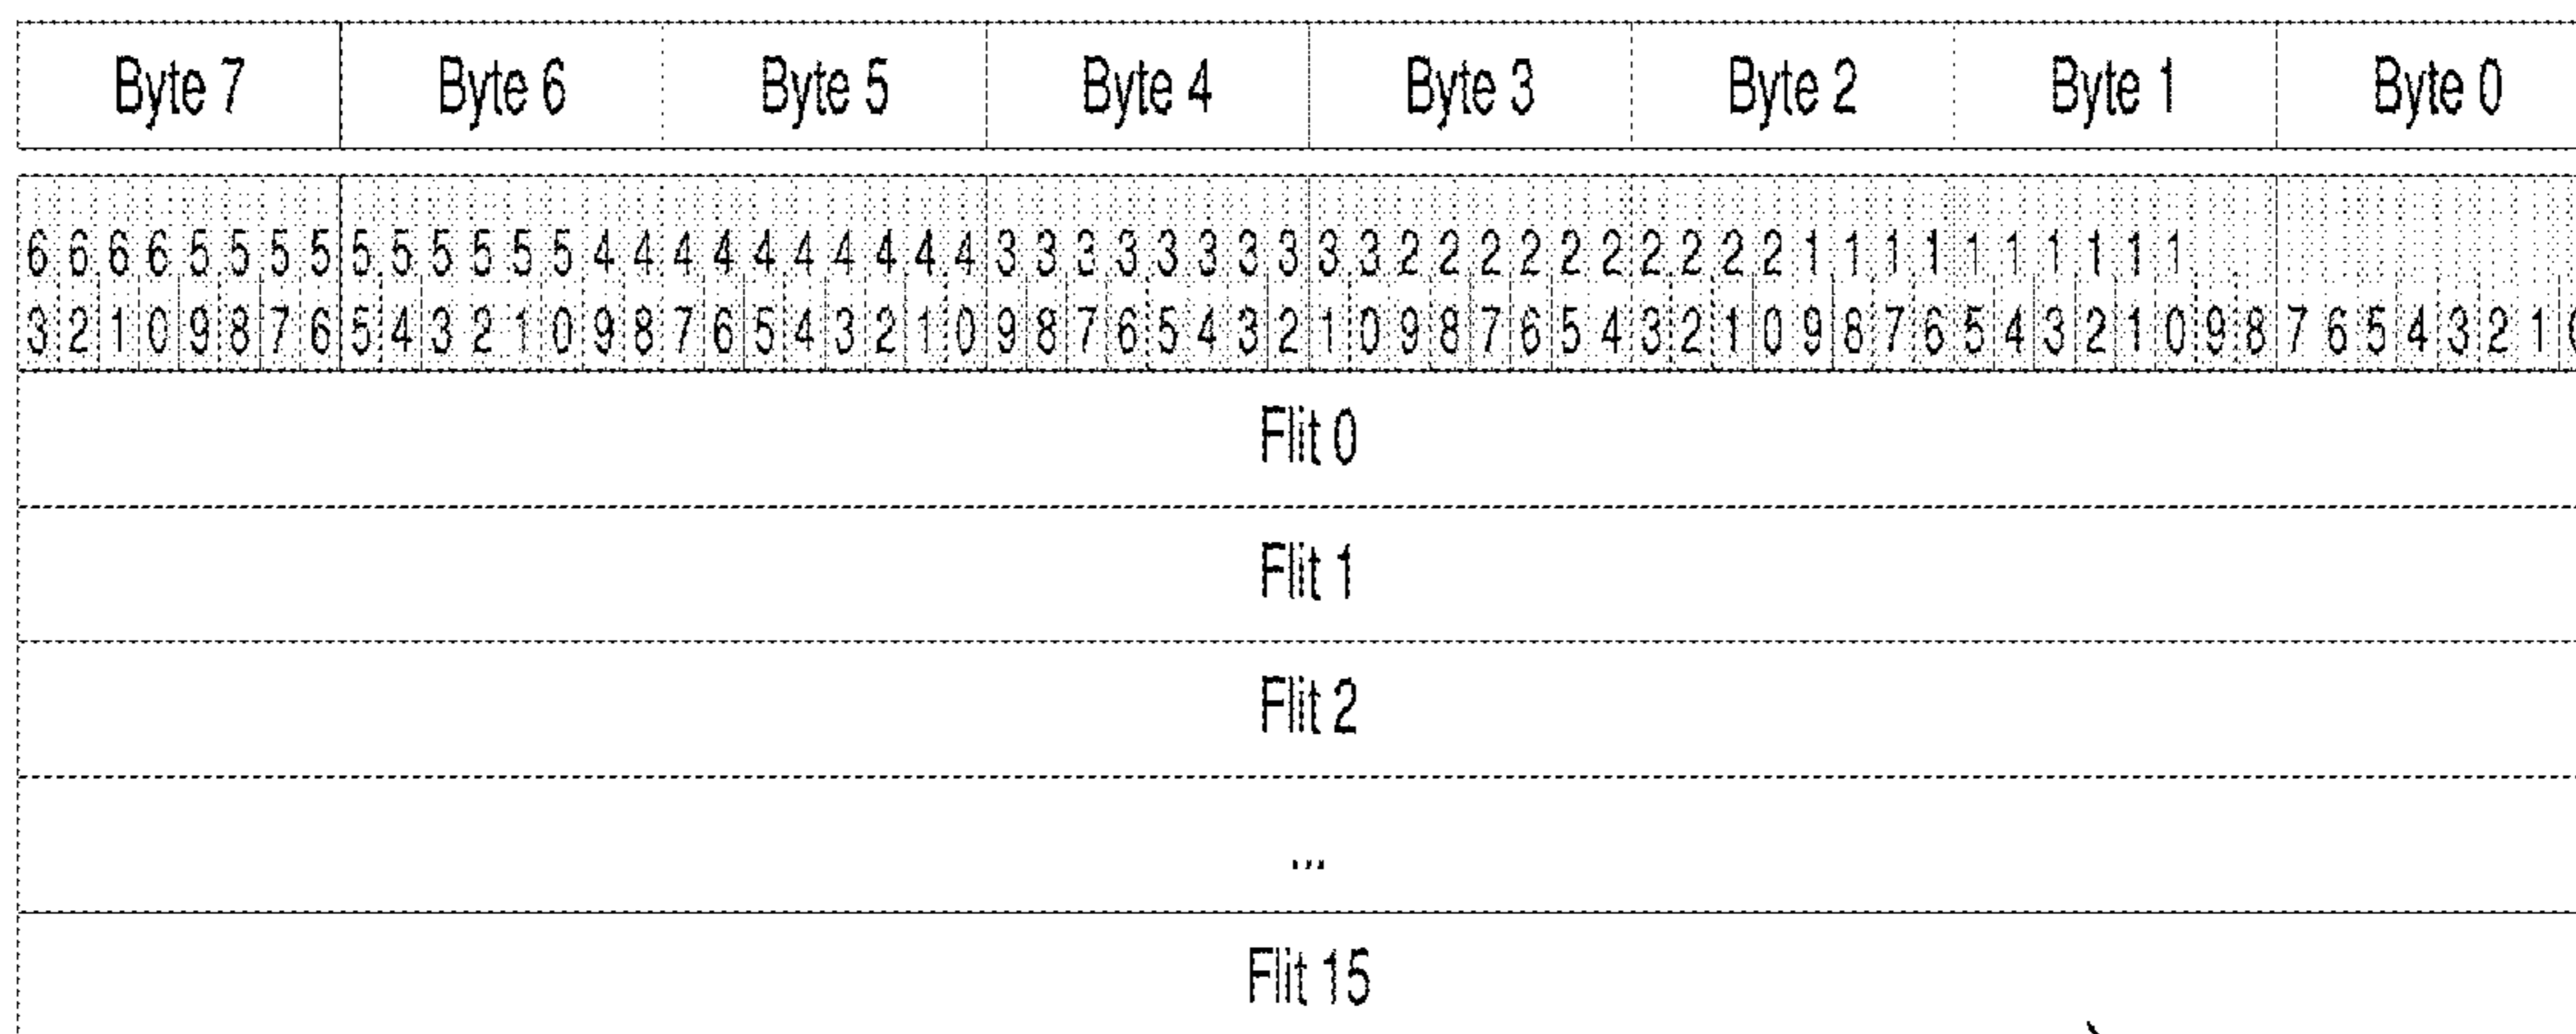 Byte 7 Byte 6 Byte 5 Byte 4 Byte 3 Byte 2 Byte 1 Byte 0
6 6 6 6 5 5 5 5 5 5 5 5 5 5 4 4 4 4 4 4 4 4 4 4 3 3 3 3 3 3 3 3 3 3 2 2 2 2 2 2 2 2 2 2 1 1 1 1 1 1 1 1 1 1
3 2 1 0 9 8 7 6 5 4 3 2 1 0 9 8 7 6 5 4 3 2 1 0 9 8 7 6 5 4 3 2 1 0 9 8 7 6 5 4 3 2 1 0 9 8 7 6 5 4 3 2 1 0 9 8 7 6 5 4 3 2 1 0
Flit 0
Flit 1
Flit 2
...
Flit 15